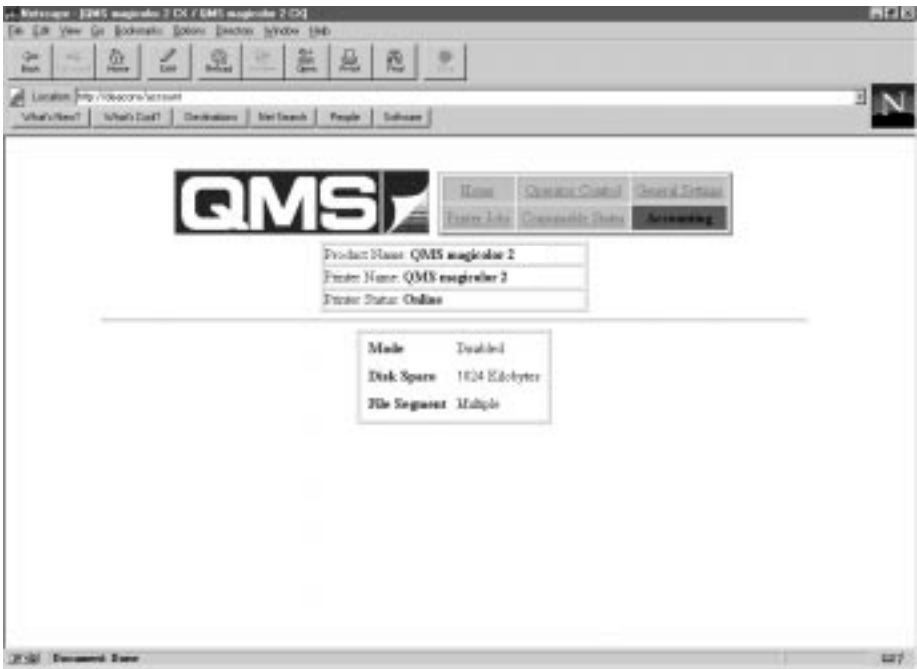 Netscape - [QMS magicolor 2 CX / QMS magicolor 2 CX]
File Edit View Go Bookmarks Options Directory Window Help
Back Home Edit Reload Open Print Find
Location: http://deacons/account
What's New? What's Cool? Destinations Net Search People Software
N
QMS
Home Operator Control General Settings
Printer Jobs Consumable Status Accounting
Product Name: QMS magicolor 2
Printer Name: QMS magicolor 2
Printer Status: Online
Mode Disabled
Disk Space 1024 Kilobytes
File Segment Multiple
Document: Done